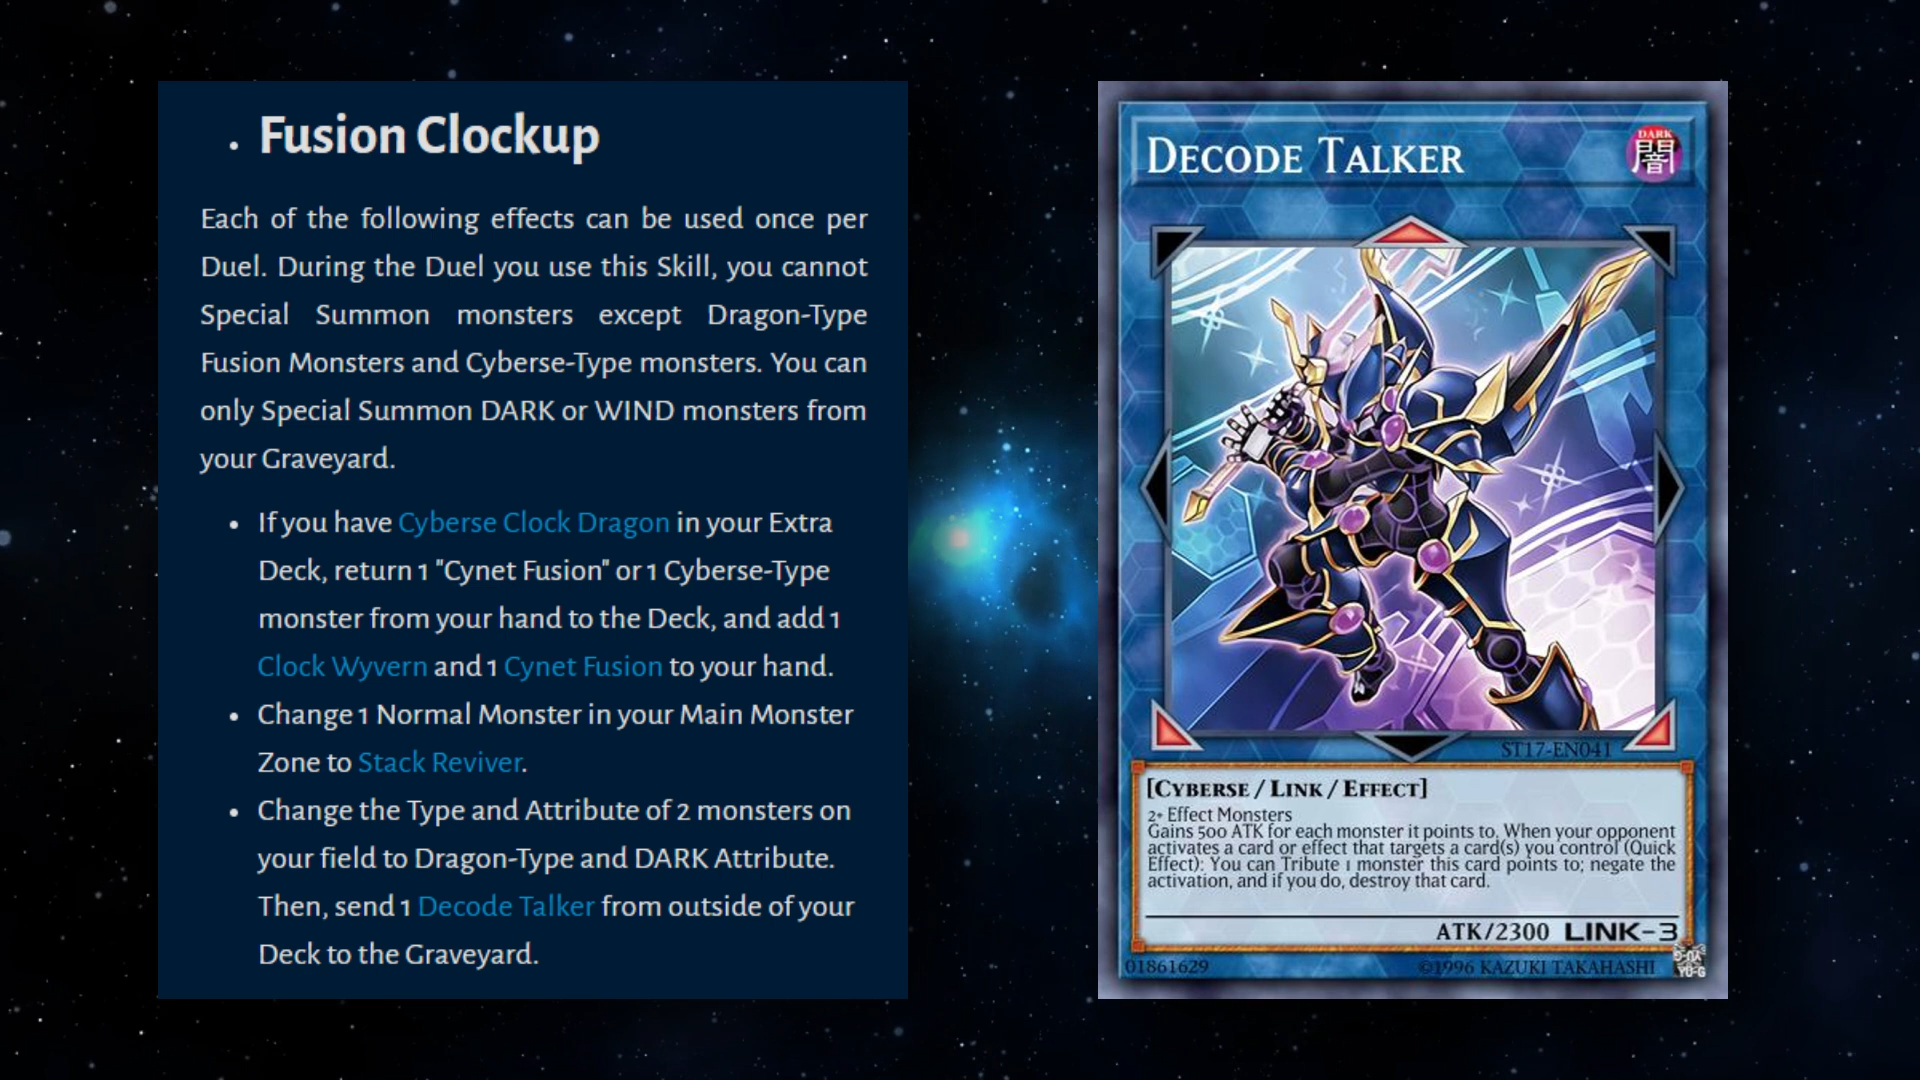 Fusion Clockup
Each of the following effects can be used once per
Duel. During the Duel you use this Skill, you cannot
Special Summon monsters except Dragon-Type
Fusion Monsters and Cyberse-Type monsters. You can
only Special Summon DARK or WIND monsters from
your Graveyard.
If you have Cyberse Clock Dragon in your Extra
Deck, return 1 "Cynet Fusion" or 1 Cyberse-Type
monster from your hand to the Deck, and add 1
Clock Wyvern and 1 Cynet Fusion to your hand.
Change 1 Normal Monster in your Main Monster
Zone to Stack Reviver.
Change the Type and Attribute of 2 monsters on
your field to Dragon-Type and DARK Attribute.
Then, send 1 Decode Talker from outside of your
Deck to the Graveyard.
DECODE TALKER
DARK
闇
ST17-EN041
[CYBERSE / LINK / EFFECT]
2+ Effect Monsters
Gains 500 ATK for each monster it points to. When your opponent
activates a card or effect that targets a card(s) you control (Quick
Effect): You can Tribute 1 monster this card points to; negate the
activation, and if you do, destroy that card.
ATK/2300 LINK-3
01861629
©1996 KAZUKI TAKAHASHI